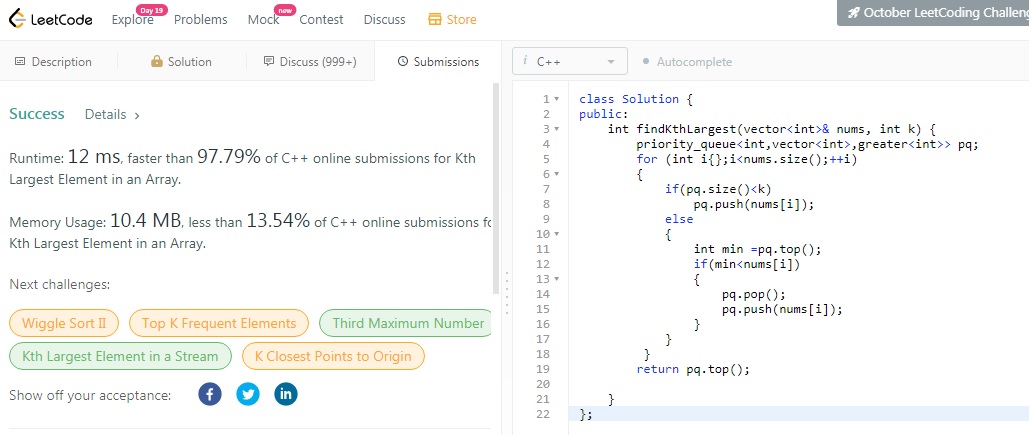 LeetCode Explore Day 19 Problems Mock new Contest Discuss Store October LeetCoding Challeng
Description Solution Discuss (999+) Submissions i C++ Autocomplete
Success Details >
Runtime: 12 ms, faster than 97.79% of C++ online submissions for Kth
Largest Element in an Array.
Memory Usage: 10.4 MB, less than 13.54% of C++ online submissions fo
Kth Largest Element in an Array.
Next challenges:
Wiggle Sort II Top K Frequent Elements Third Maximum Number
Kth Largest Element in a Stream K Closest Points to Origin
Show off your acceptance:
1 class Solution {
2 public:
3 int findKthLargest(vector<int>& nums, int k) {
4 priority_queue<int,vector<int>,greater<int>> pq;
5 for (int i{};i<nums.size();++i)
6 {
7 if(pq.size()<k)
8 pq.push(nums[i]);
9 else
10 {
11 int min =pq.top();
12 if(min<nums[i])
13 {
14 pq.pop();
15 pq.push(nums[i]);
16 }
17 }
18 }
19 return pq.top();
20
21 }
22 };